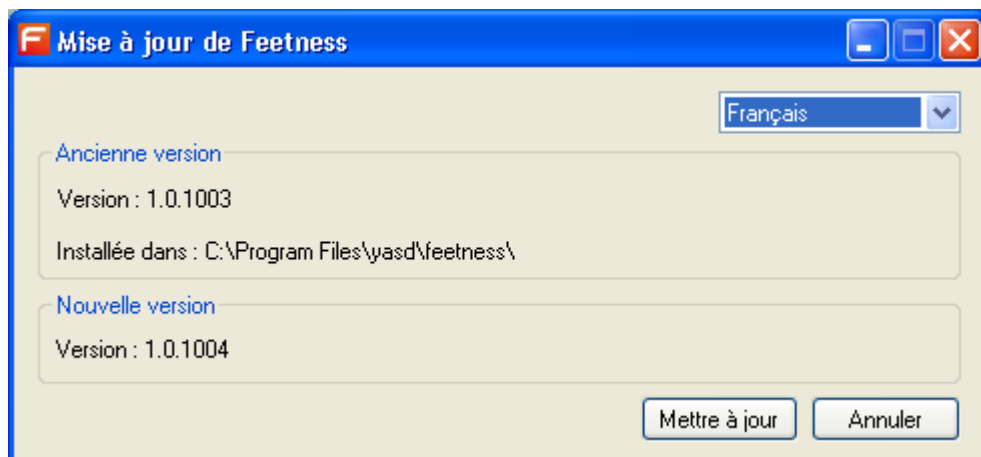 Mise à jour de Feetness
Français
Ancienne version
Version : 1.0.1003
Installée dans : C:\Program Files\yasd\feetness\
Nouvelle version
Version : 1.0.1004
Mettre à jour
Annuler